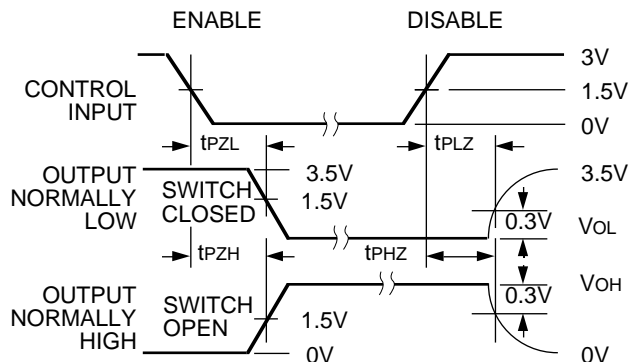 ENABLE DISABLE
3V
CONTROL INPUT
1.5V
0V
tPZL tPLZ
OUTPUT NORMALLY LOW
3.5V
3.5V
SWITCH CLOSED
1.5V
0.3V
VOL
tPZH
tPHZ
VOH
0.3V
OUTPUT NORMALLY HIGH
SWITCH OPEN
1.5V
0V
0V